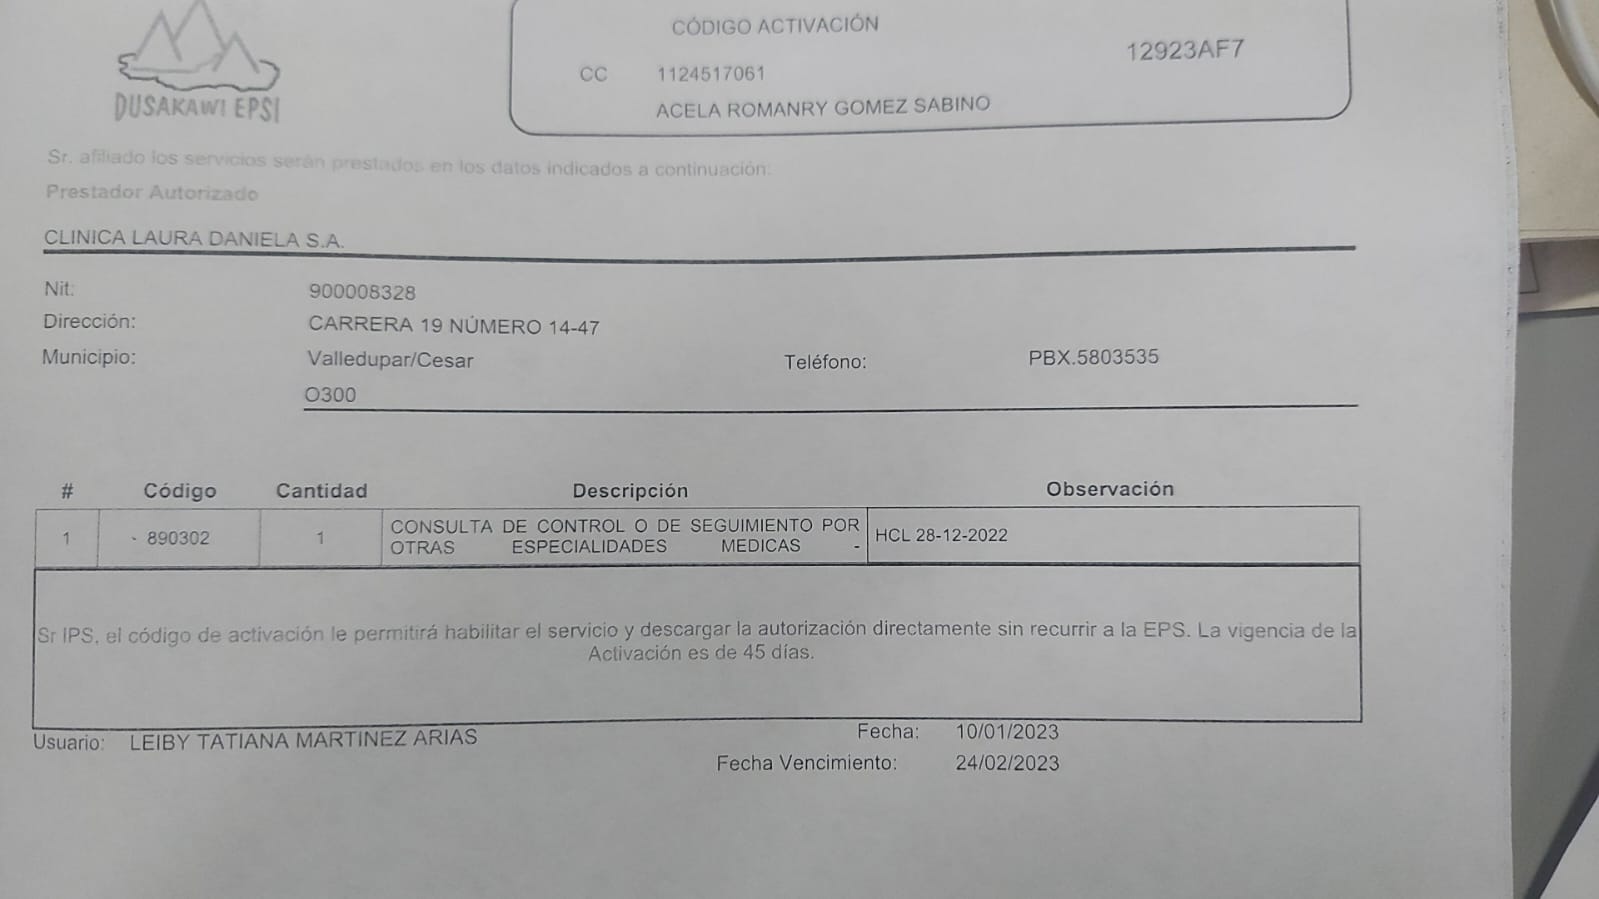 DUSAKAWI EPSI
CÓDIGO ACTIVACIÓN
12923AF7
CC 1124517061
ACELA ROMANRY GOMEZ SABINO
Sr. afiliado los servicios serán prestados en los datos indicados a continuación:
Prestador Autorizado
CLINICA LAURA DANIELA S.A.
Nit: 900008328
Dirección: CARRERA 19 NÚMERO 14-47
Municipio: Valledupar/Cesar Teléfono: PBX.5803535
O300
# Código Cantidad Descripción Observación
1 - 890302 1 CONSULTA DE CONTROL O DE SEGUIMIENTO POR HCL 28-12-2022
OTRAS ESPECIALIDADES MEDICAS -
Sr IPS, el código de activación le permitirá habilitar el servicio y descargar la autorización directamente sin recurrir a la EPS. La vigencia de la
Activación es de 45 días.
Usuario: LEIBY TATIANA MARTINEZ ARIAS Fecha: 10/01/2023
Fecha Vencimiento: 24/02/2023